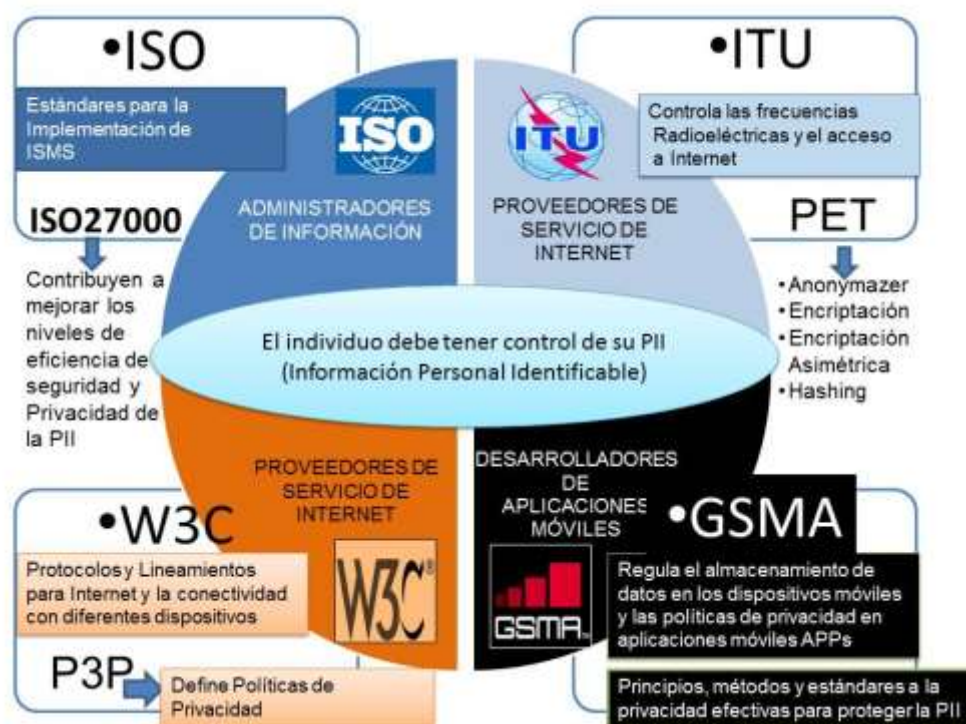 •ISO
Estándares para la
Implementación de
ISMS
ISO27000
Contribuyen a
mejorar los
niveles de
eficiencia de
seguridad y
Privacidad de
la PII
ISO
ADMINISTRADORES
DE INFORMACIÓN
•ITU
Controla las frecuencias
Radioeléctricas y el acceso
a Internet
ITU
PROVEEDORES DE
SERVICIO DE
INTERNET
PET
•Anonymazer
•Encriptación
•Encriptación
Asimétrica
•Hashing
El individuo debe tener control de su PII
(Información Personal Identificable)
PROVEEDORES DE
SERVICIO DE
INTERNET
W3C®
•W3C
Protocolos y Lineamientos
para Internet y la conectividad
con diferentes dispositivos
P3P
Define Políticas de
Privacidad
DESARROLLADORES
DE
APLICACIONES
MÓVILES
GSMA™
•GSMA
Regula el almacenamiento de
datos en los dispositivos móviles
y las políticas de privacidad en
aplicaciones móviles APPs
Principios, métodos y estándares a la
privacidad efectivas para proteger la PII